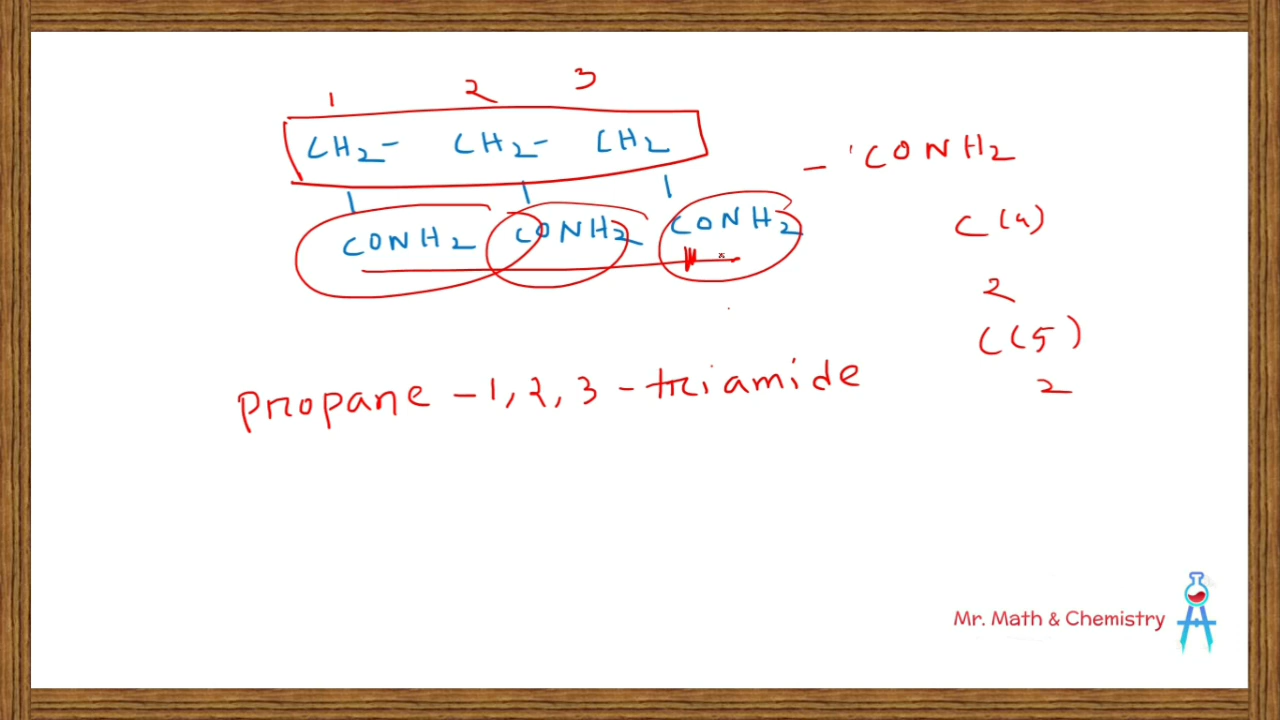 1 2 3
CH2- CH2- CH2
CONH2 CONH2 CONH2
- CONH2
C(4)
2
C(5)
2
propane -1,2,3-triamide
Mr. Math & Chemistry